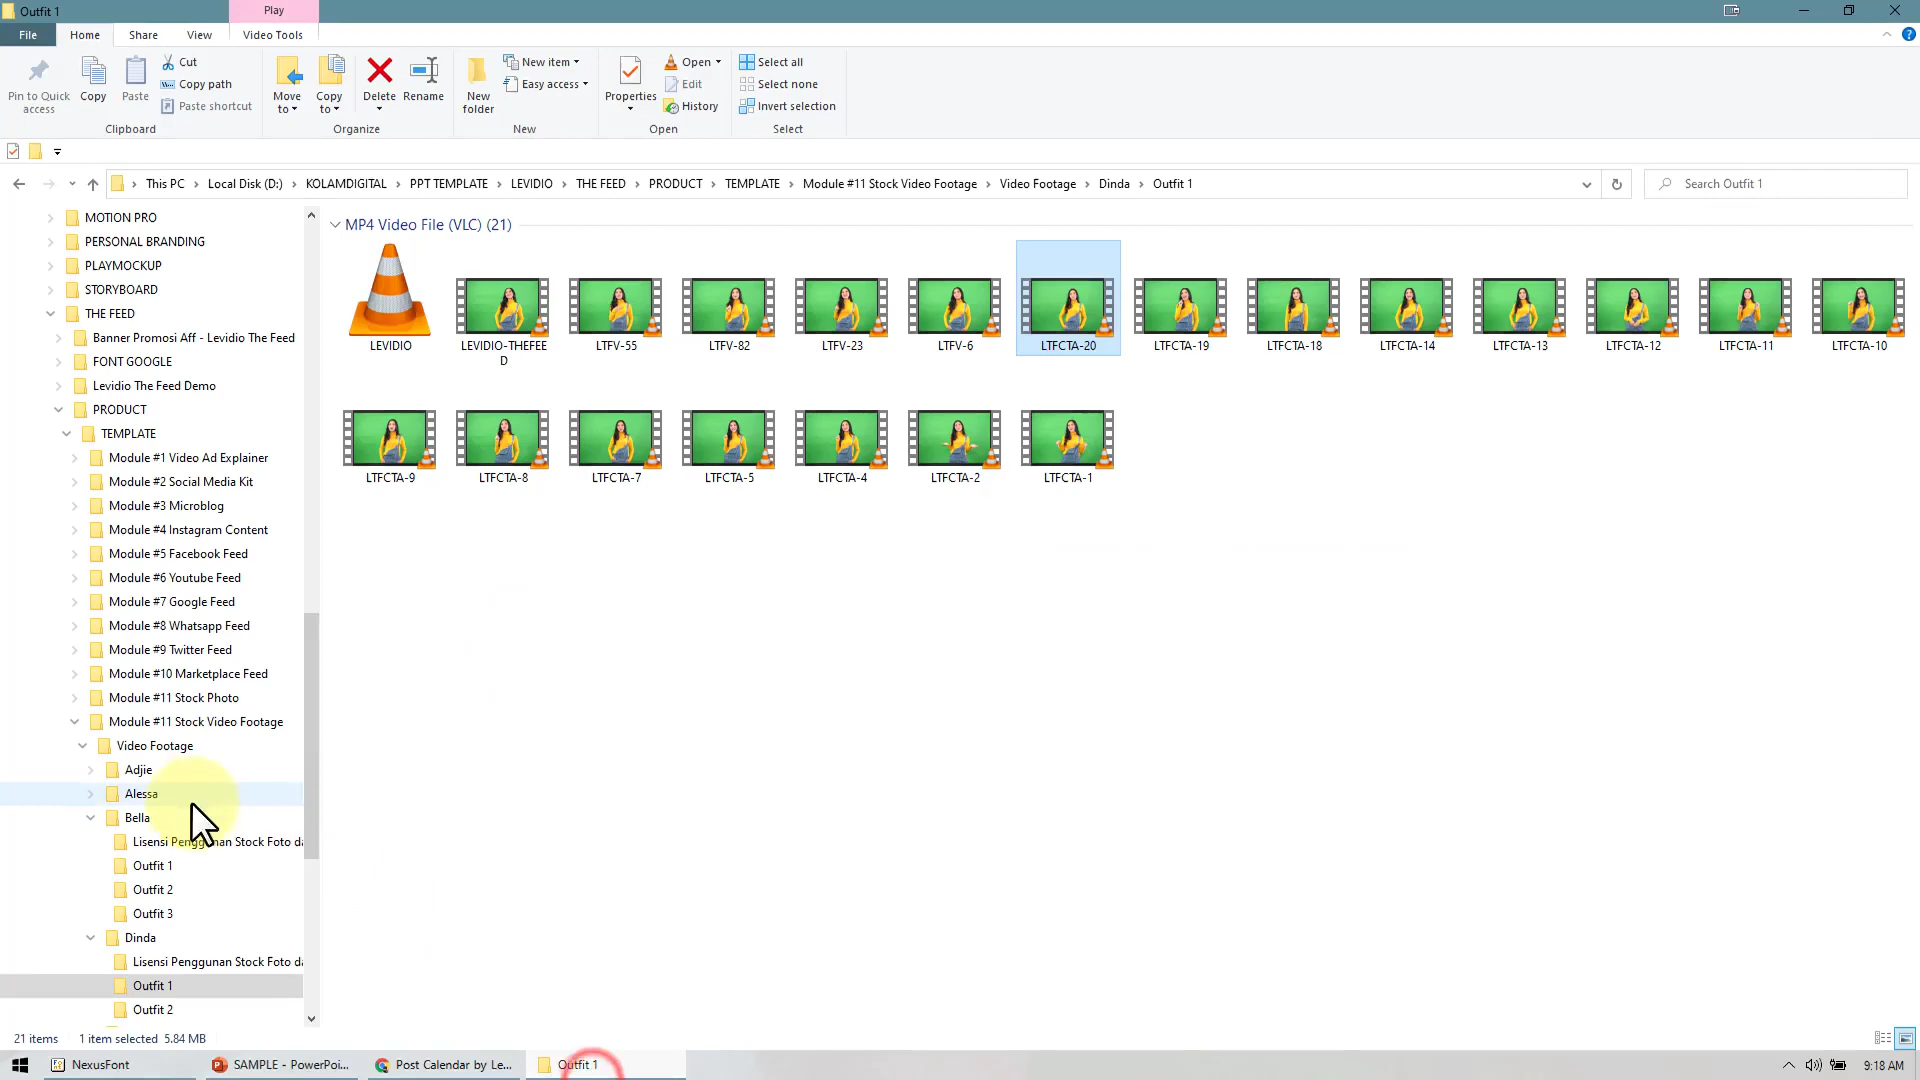 Outfit 1
Play
File
Home
Share
View
Video Tools
Pin to Quick access
Copy
Paste
Cut
Copy path
Paste shortcut
Clipboard
Move to
Copy to
Delete
Rename
Organize
New folder
New item
Easy access
New
Properties
Open
Edit
History
Open
Select all
Select none
Invert selection
Select
This PC > Local Disk (D:) > KOLAMDIGITAL > PPT TEMPLATE > LEVIDIO > THE FEED > PRODUCT > TEMPLATE > Module #11 Stock Video Footage > Video Footage > Dinda > Outfit 1
Search Outfit 1
MOTION PRO
PERSONAL BRANDING
PLAYMOCKUP
STORYBOARD
THE FEED
Banner Promosi Aff - Levidio The Feed
FONT GOOGLE
Levidio The Feed Demo
PRODUCT
TEMPLATE
Module #1 Video Ad Explainer
Module #2 Social Media Kit
Module #3 Microblog
Module #4 Instagram Content
Module #5 Facebook Feed
Module #6 Youtube Feed
Module #7 Google Feed
Module #8 Whatsapp Feed
Module #9 Twitter Feed
Module #10 Marketplace Feed
Module #11 Stock Photo
Module #11 Stock Video Footage
Video Footage
Adjie
Alessa
Bella
Lisensi Penggunan Stock Foto da
Outfit 1
Outfit 2
Outfit 3
Dinda
Lisensi Penggunan Stock Foto da
Outfit 1
Outfit 2
MP4 Video File (VLC) (21)
LEVIDIO
LEVIDIO-THEFEE
D
LTFV-55
LTFV-82
LTFV-23
LTFV-6
LTFCTA-20
LTFCTA-19
LTFCTA-18
LTFCTA-14
LTFCTA-13
LTFCTA-12
LTFCTA-11
LTFCTA-10
LTFCTA-9
LTFCTA-8
LTFCTA-7
LTFCTA-5
LTFCTA-4
LTFCTA-2
LTFCTA-1
21 items
1 item selected 5.84 MB
NexusFont
SAMPLE - PowerPoi...
Post Calendar by Le...
Outfit 1
9:18 AM